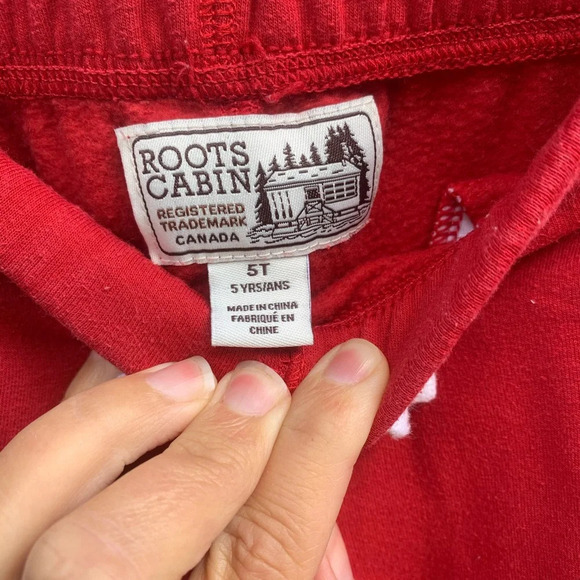 ROOTS
CABIN
REGISTERED
TRADEMARK
CANADA
5T
5 YRS/ANS
MADE IN CHINA
FABRIQUÉ EN
CHINE